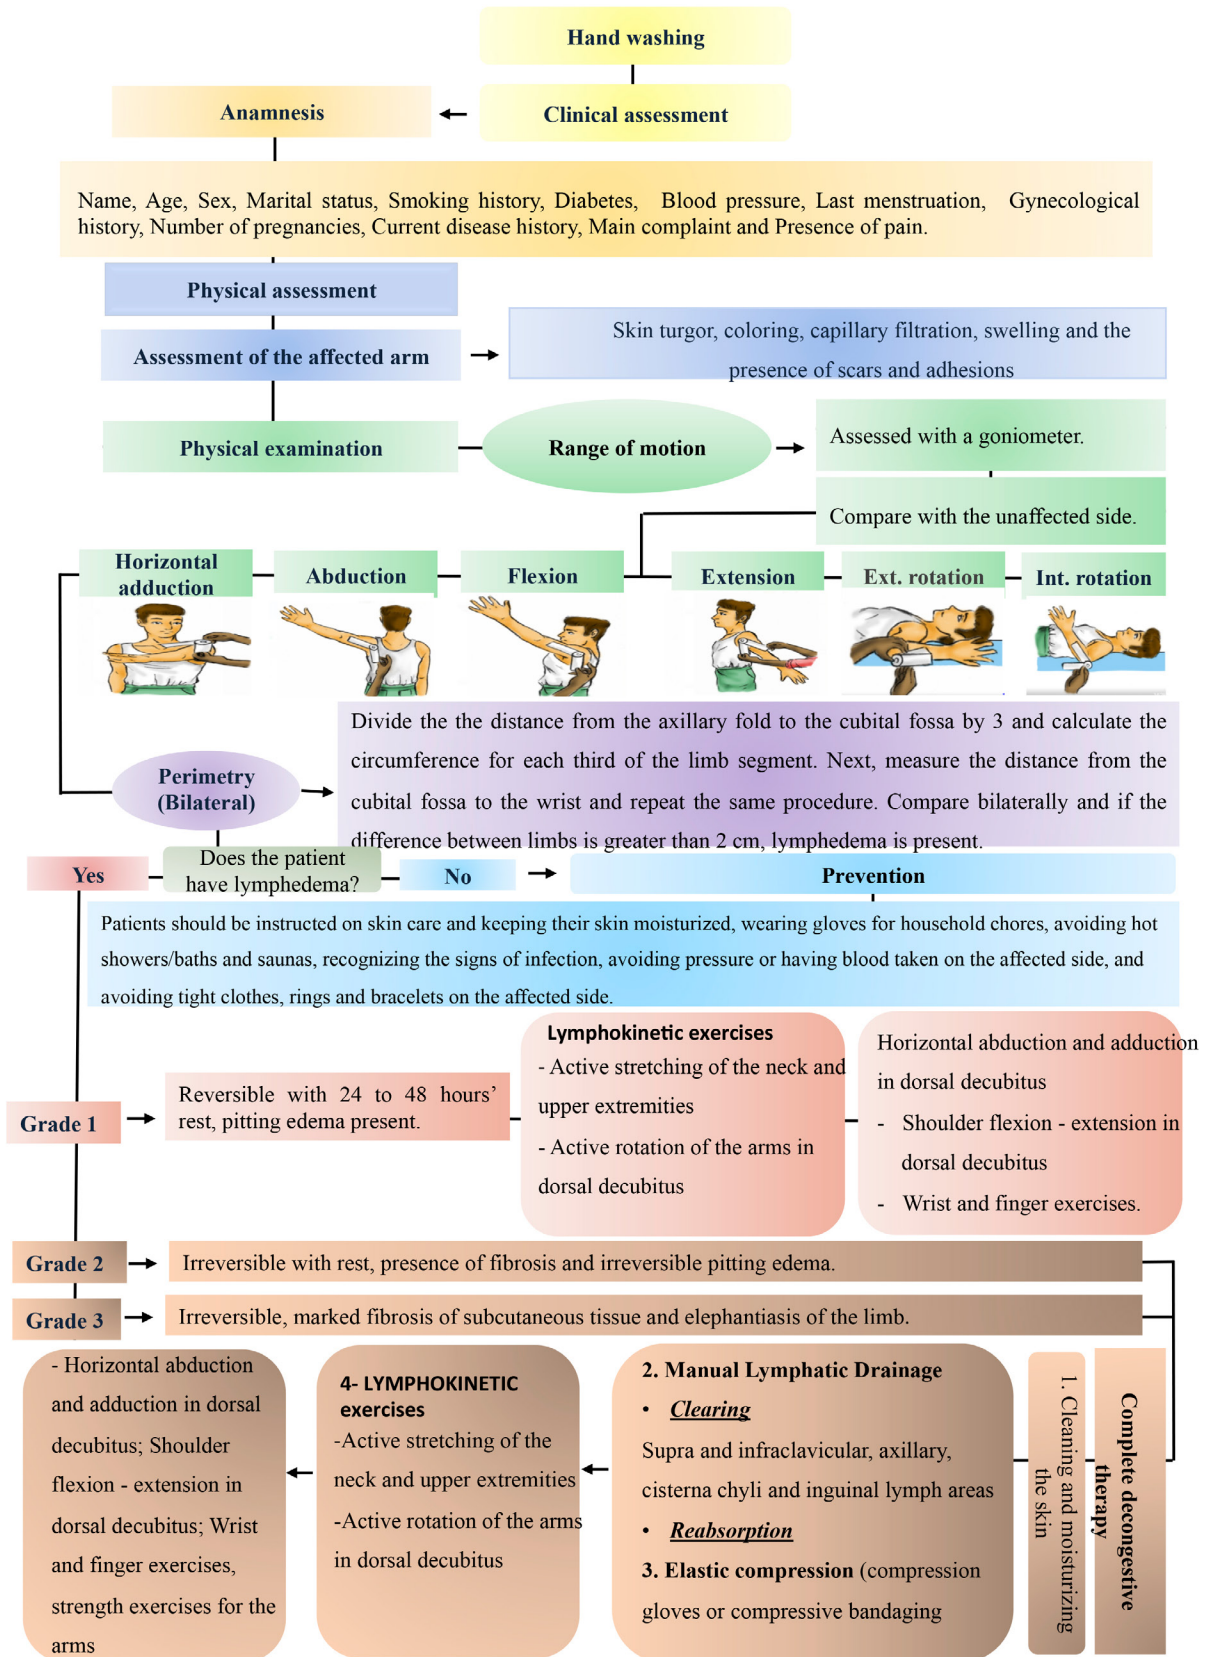 Hand washing
Clinical assessment
Anamnesis
Name, Age, Sex, Marital status, Smoking history, Diabetes, Blood pressure, Last menstruation, Gynecological
history, Number of pregnancies, Current disease history, Main complaint and Presence of pain.
Physical assessment
Assessment of the affected arm
Skin turgor, coloring, capillary filtration, swelling and the
presence of scars and adhesions
Physical examination
Range of motion
Assessed with a goniometer.
Compare with the unaffected side.
Horizontal
adduction
Abduction
Flexion
Extension
Ext. rotation
Int. rotation
Perimetry
(Bilateral)
Divide the the distance from the axillary fold to the cubital fossa by 3 and calculate the
circumference for each third of the limb segment. Next, measure the distance from the
cubital fossa to the wrist and repeat the same procedure. Compare bilaterally and if the
difference between limbs is greater than 2 cm, lymphedema is present.
Does the patient
have lymphedema?
Yes
No
Prevention
Patients should be instructed on skin care and keeping their skin moisturized, wearing gloves for household chores, avoiding hot
showers/baths and saunas, recognizing the signs of infection, avoiding pressure or having blood taken on the affected side, and
avoiding tight clothes, rings and bracelets on the affected side.
Grade 1
Reversible with 24 to 48 hours’
rest, pitting edema present.
Lymphokinetic exercises
- Active stretching of the neck and
upper extremities
- Active rotation of the arms in
dorsal decubitus
Horizontal abduction and adduction
in dorsal decubitus
- Shoulder flexion - extension in
dorsal decubitus
- Wrist and finger exercises.
Grade 2
Irreversible with rest, presence of fibrosis and irreversible pitting edema.
Grade 3
Irreversible, marked fibrosis of subcutaneous tissue and elephantiasis of the limb.
Complete decongestive
therapy
1. Cleaning and moisturizing
the skin
2. Manual Lymphatic Drainage
• Clearing
Supra and infraclavicular, axillary,
cisterna chyli and inguinal lymph areas
• Reabsorption
3. Elastic compression (compression
gloves or compressive bandaging
4- LYMPHOKINETIC
exercises
-Active stretching of the
neck and upper extremities
-Active rotation of the arms
in dorsal decubitus
- Horizontal abduction
and adduction in dorsal
decubitus; Shoulder
flexion - extension in
dorsal decubitus; Wrist
and finger exercises,
strength exercises for the
arms